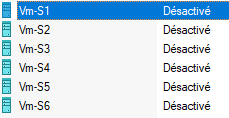 Vm-S1 Désactivé
Vm-S2 Désactivé
Vm-S3 Désactivé
Vm-S4 Désactivé
Vm-S5 Désactivé
Vm-S6 Désactivé